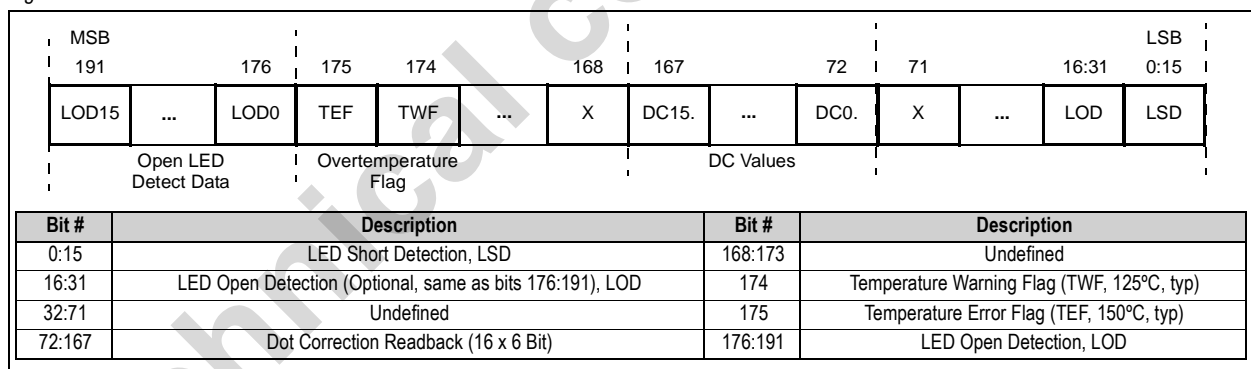 MSB LSB
191 176 175 174 168 167 72 71 16:31 0:15
LOD15 ... LOD0 TEF TWF ... X DC15. ... DC0. X ... LOD LSD
Open LED Overtemperature DC Values
Detect Data Flag
Bit # Description Bit # Description
0:15 LED Short Detection, LSD 168:173 Undefined
16:31 LED Open Detection (Optional, same as bits 176:191), LOD 174 Temperature Warning Flag (TWF, 125ºC, typ)
32:71 Undefined 175 Temperature Error Flag (TEF, 150ºC, typ)
72:167 Dot Correction Readback (16 x 6 Bit) 176:191 LED Open Detection, LOD